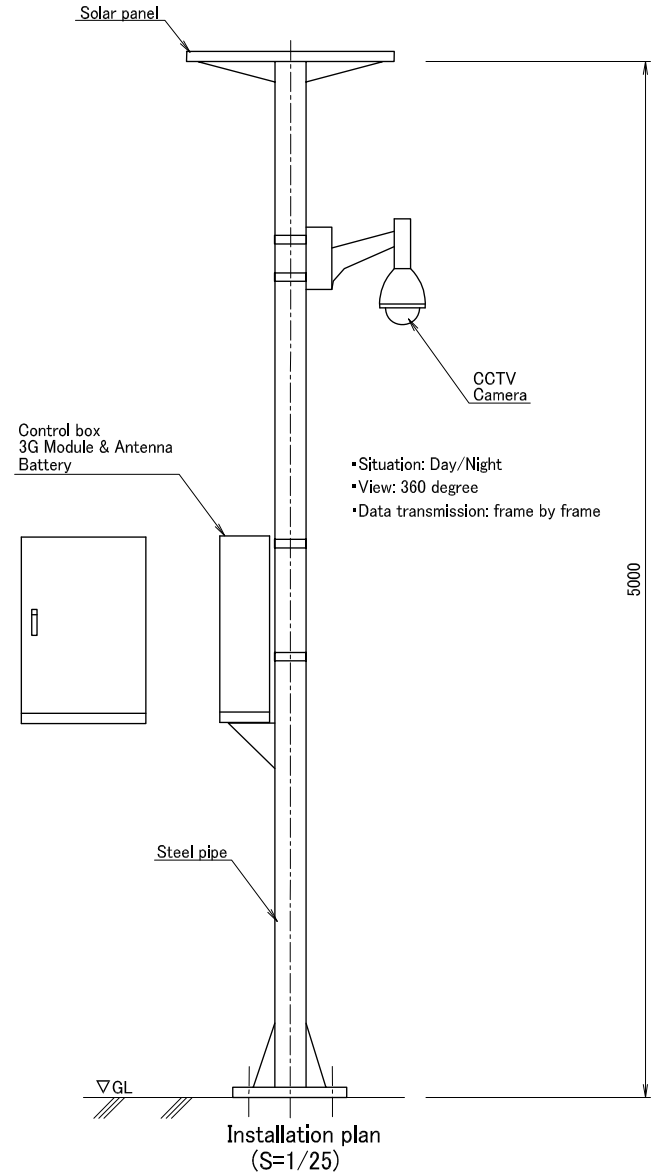 Solar panel
CCTV
Camera
Control box
3G Module & Antenna
Battery
▪Situation: Day/Night
▪View: 360 degree
▪Data transmission: frame by frame
5000
Steel pipe
▽GL
Installation plan
(S=1/25)